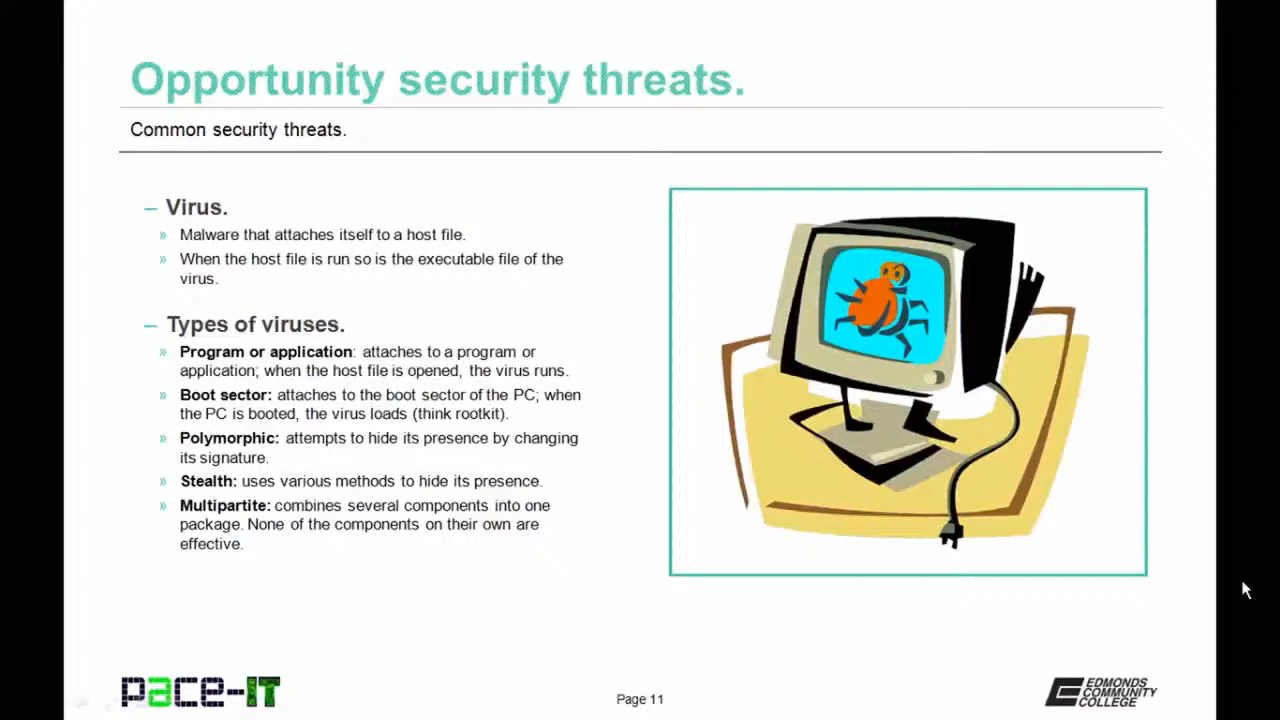 Opportunity security threats.
Common security threats.
– Virus.
» Malware that attaches itself to a host file.
» When the host file is run so is the executable file of the
virus.
– Types of viruses.
» Program or application: attaches to a program or
application; when the host file is opened, the virus runs.
» Boot sector: attaches to the boot sector of the PC; when
the PC is booted, the virus loads (think rootkit).
» Polymorphic: attempts to hide its presence by changing
its signature.
» Stealth: uses various methods to hide its presence.
» Multipartite: combines several components into one
package. None of the components on their own are
effective.
pace-IT
Page 11
EDMONDS
COMMUNITY
COLLEGE